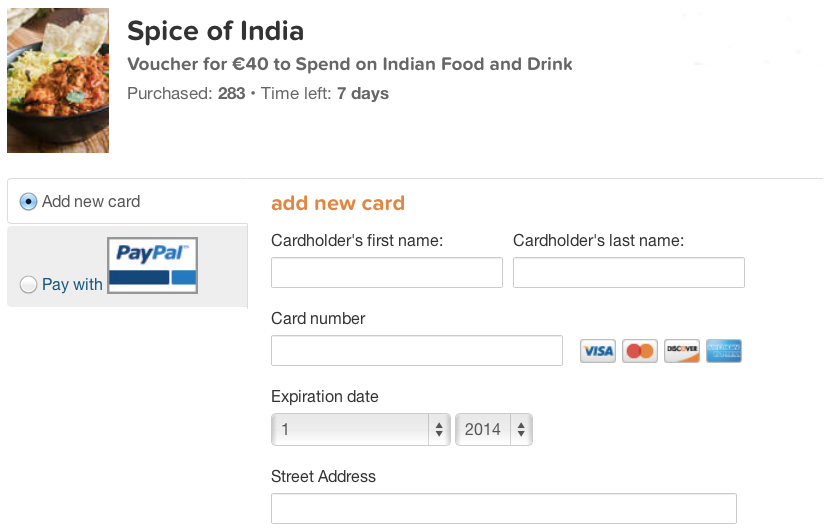 Spice of India
Voucher for €40 to Spend on Indian Food and Drink
Purchased: 283 • Time left: 7 days
Add new card
Pay with PayPal™
add new card
Cardholder's first name: Cardholder's last name:
Card number
VISA DISCOVER
Expiration date
1 2014
Street Address